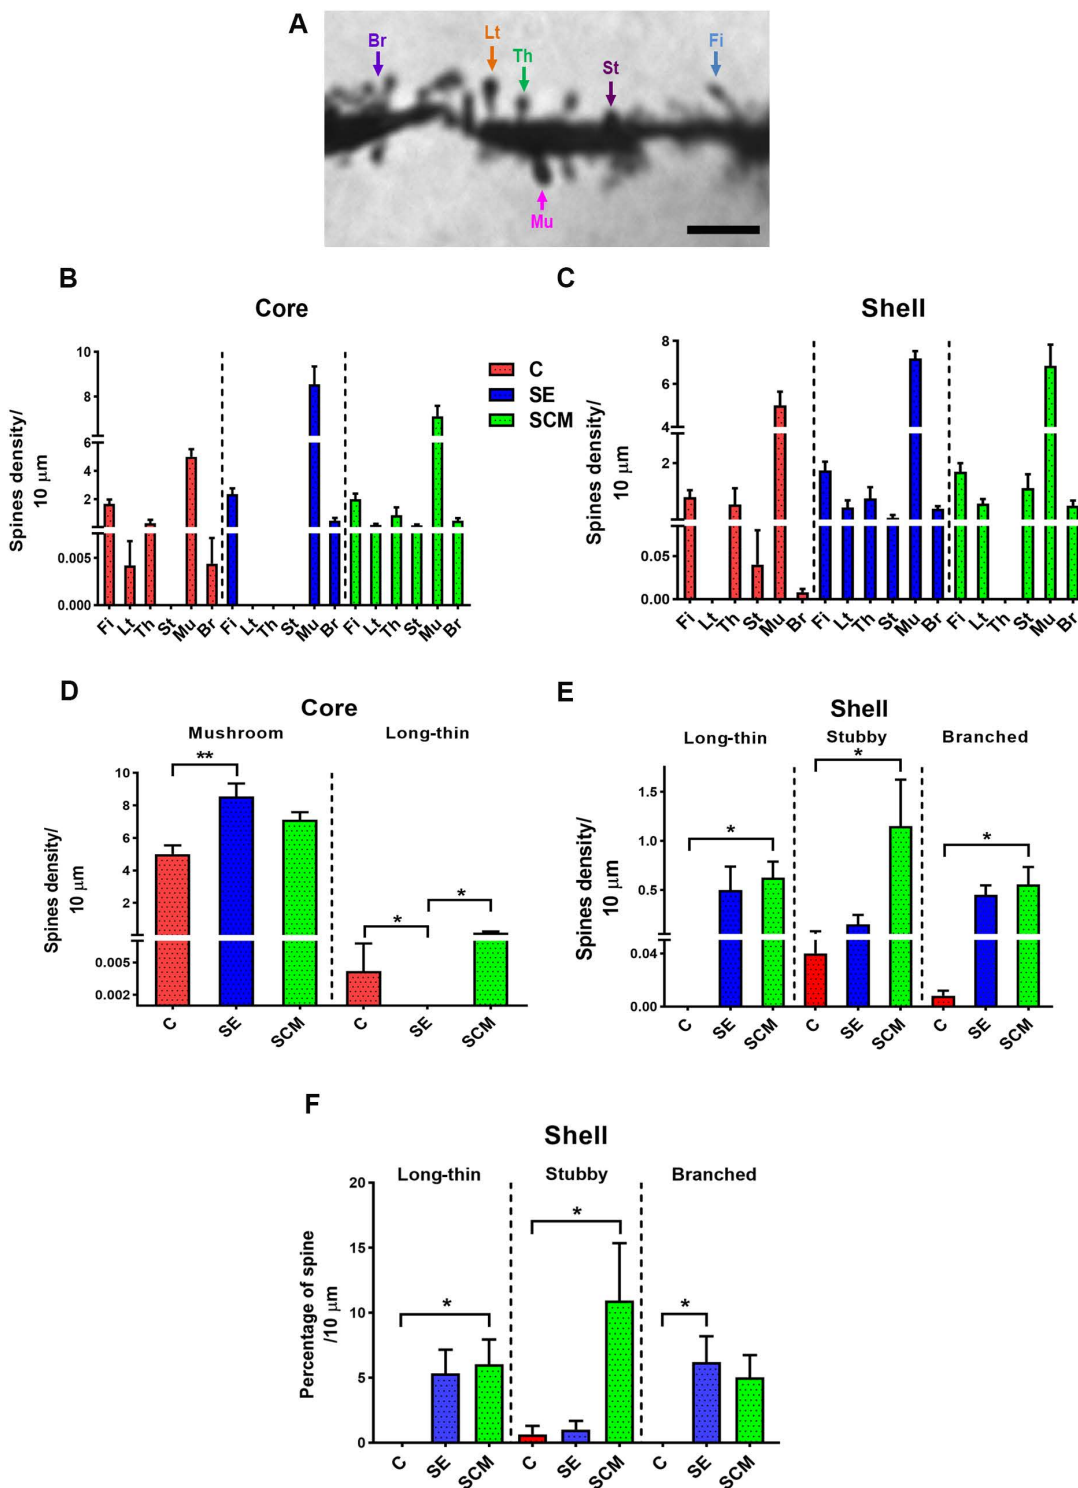 A
Br
Lt
Th
St
Fi
Mu
B
Core
Spines density/
10 µm
10
8
6
4
2
0.005
0.000
Fi Lt Th St Mu Br Fi Lt Th St Mu Br Fi Lt Th St Mu Br
C
SE
SCM
C
Shell
Spines density/
10 µm
8
6
4
2
0.05
0.00
Fi Lt Th St Mu Br Fi Lt Th St Mu Br Fi Lt Th St Mu Br
D
Core
Mushroom Long-thin
Spines density/
10 µm
10
8
6
4
2
0.005
0.002
** * *
C SE SCM C SE SCM
E
Shell
Long-thin Stubby Branched
Spines density/
10 µm
1.5
1.0
0.5
0.04
0.00
* * *
C SE SCM C SE SCM C SE SCM
F
Shell
Long-thin Stubby Branched
Percentage of spine
/10 µm
20
15
10
5
0
* * *
C SE SCM C SE SCM C SE SCM